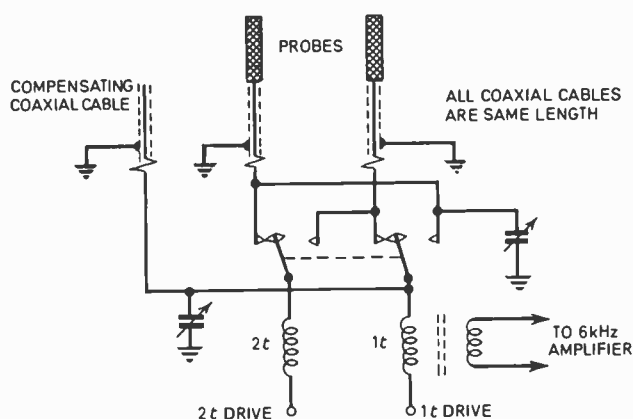 PROBES
COMPENSATING
COAXIAL CABLE
ALL COAXIAL CABLES
ARE SAME LENGTH
2t
1t
TO 6kHz
AMPLIFIER
2t DRIVE
1t DRIVE